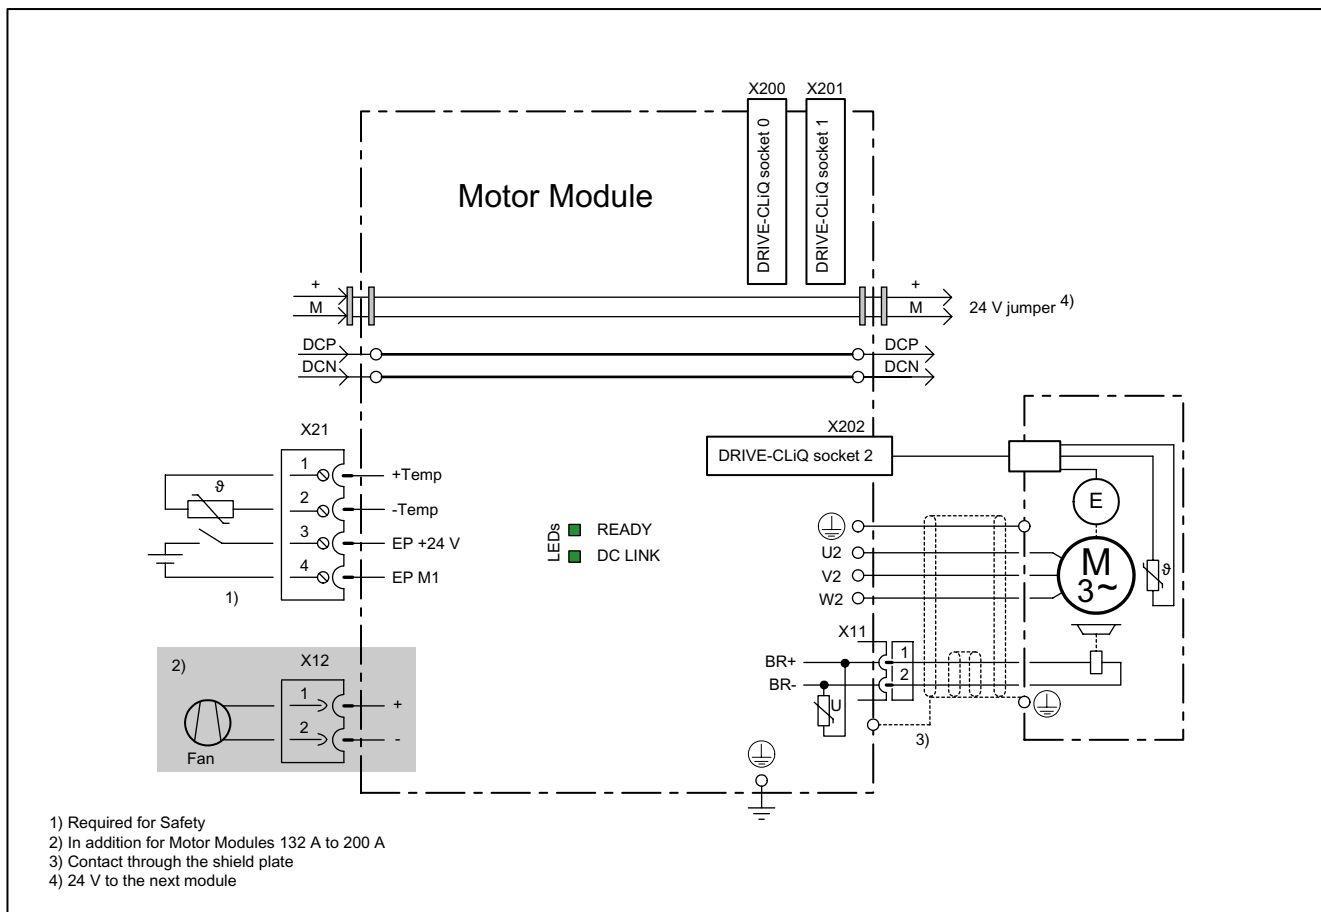 X200
X201
DRIVE-CLiQ socket 0
DRIVE-CLiQ socket 1
Motor Module
+
M
+
M
24 V jumper 4)
DCP
DCN
DCP
DCN
X21
1
2
3
4
ϑ
+Temp
-Temp
EP +24 V
EP M1
1)
X202
DRIVE-CLiQ socket 2
E
M
3~
ϑ
LEDs
READY
DC LINK
U2
V2
W2
X11
1
2
BR+
BR-
U
3)
2)
X12
1
2
+
-
Fan
1) Required for Safety
2) In addition for Motor Modules 132 A to 200 A
3) Contact through the shield plate
4) 24 V to the next module